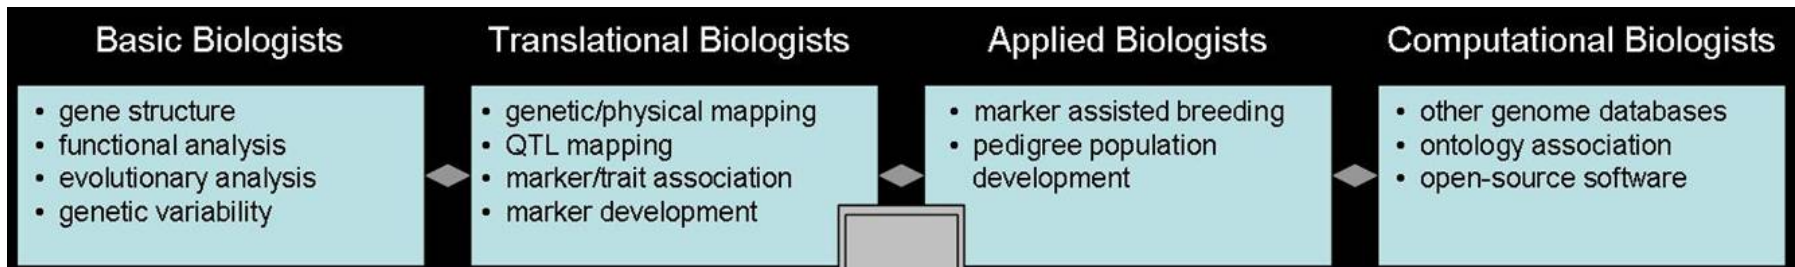 Basic Biologists
• gene structure
• functional analysis
• evolutionary analysis
• genetic variability
Translational Biologists
• genetic/physical mapping
• QTL mapping
• marker/trait association
• marker development
Applied Biologists
• marker assisted breeding
• pedigree population
development
Computational Biologists
• other genome databases
• ontology association
• open-source software